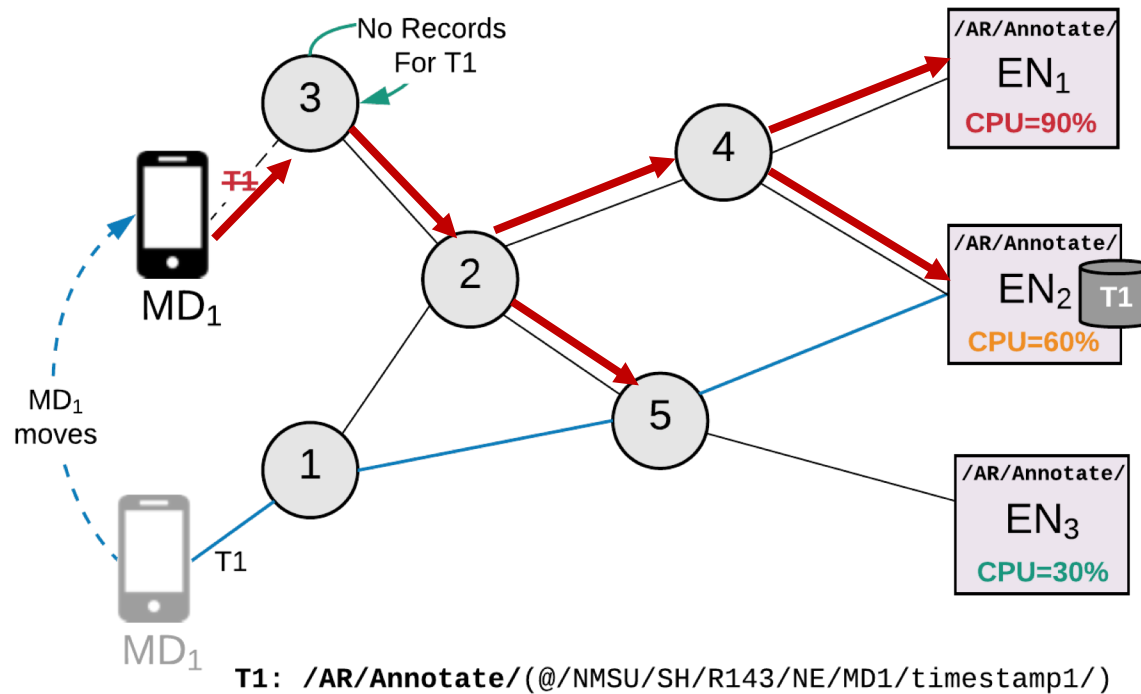 No Records
For T1
3
T1
MD1
MD1
moves
1
T1
MD1
2
4
5
/AR/Annotate/
EN1
CPU=90%
/AR/Annotate/
EN2
T1
CPU=60%
/AR/Annotate/
EN3
CPU=30%
T1: /AR/Annotate/(@/NMSU/SH/R143/NE/MD1/timestamp1/)